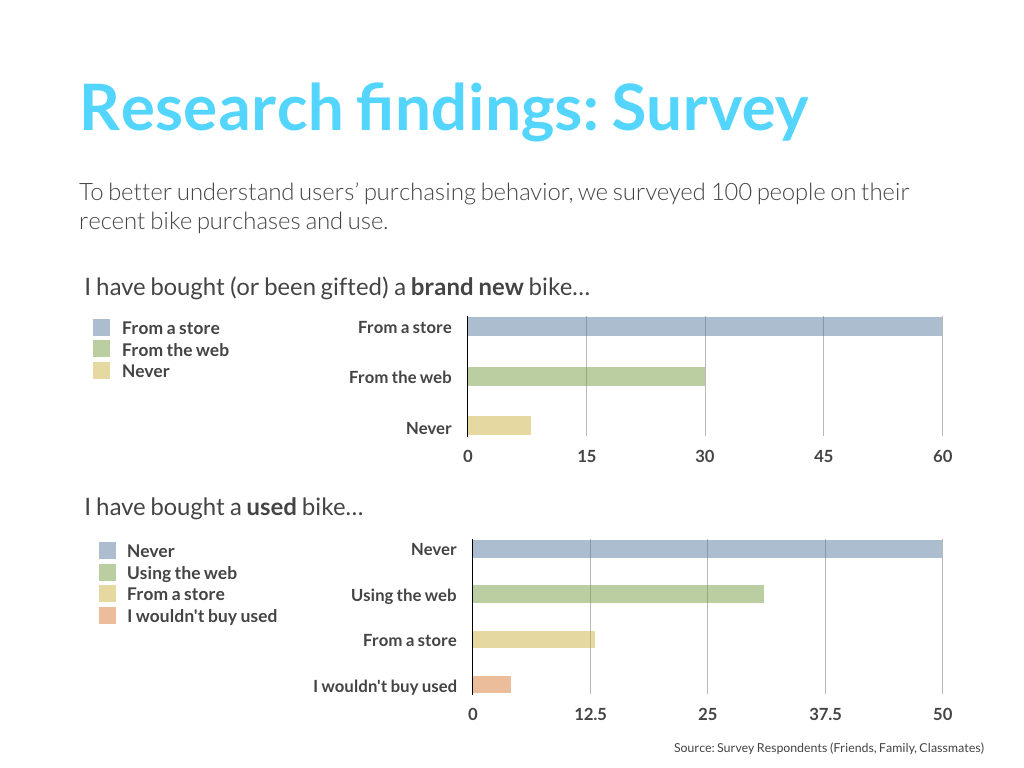 Research findings: Survey
To better understand users’ purchasing behavior, we surveyed 100 people on their
recent bike purchases and use.
I have bought (or been gifted) a brand new bike...
From a store
From the web
Never
From a store
From the web
Never
0 15 30 45 60
I have bought a used bike...
Never
Using the web
From a store
I wouldn't buy used
Never
Using the web
From a store
I wouldn't buy used
0 12.5 25 37.5 50
Source: Survey Respondents (Friends, Family, Classmates)